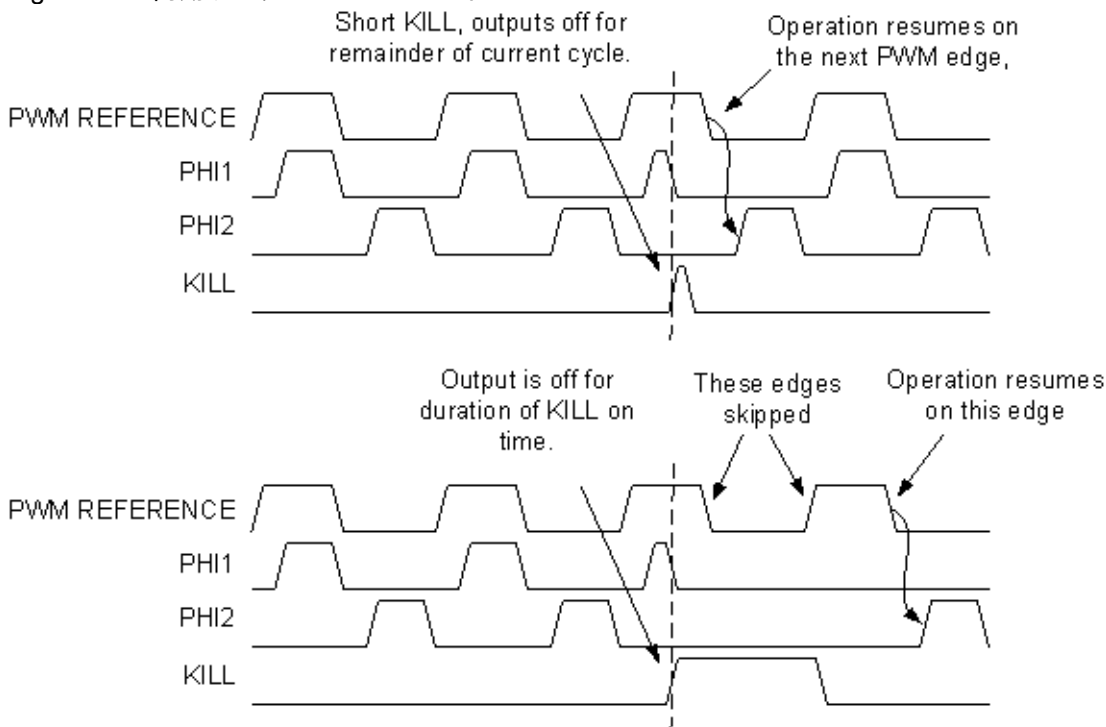 Short KILL, outputs off for
remainder of current cycle.
Operation resumes on
the next PWM edge,
PWM REFERENCE
PHI1
PHI2
KILL
Output is off for
duration of KILL on
time.
These edges
skipped
Operation resumes
on this edge
PWM REFERENCE
PHI1
PHI2
KILL